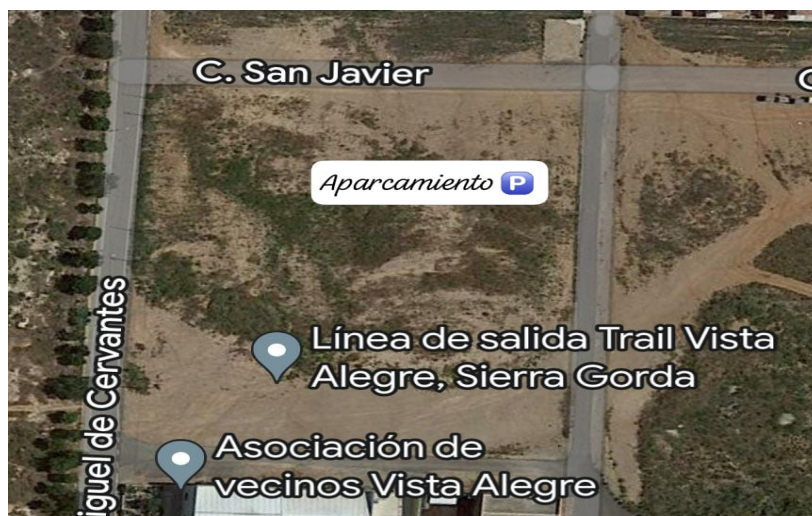 C. San Javier
C
Aparcamiento P
Línea de salida Trail Vista
Alegre, Sierra Gorda
iguel de Cervantes
Asociación de
vecinos Vista Alegre